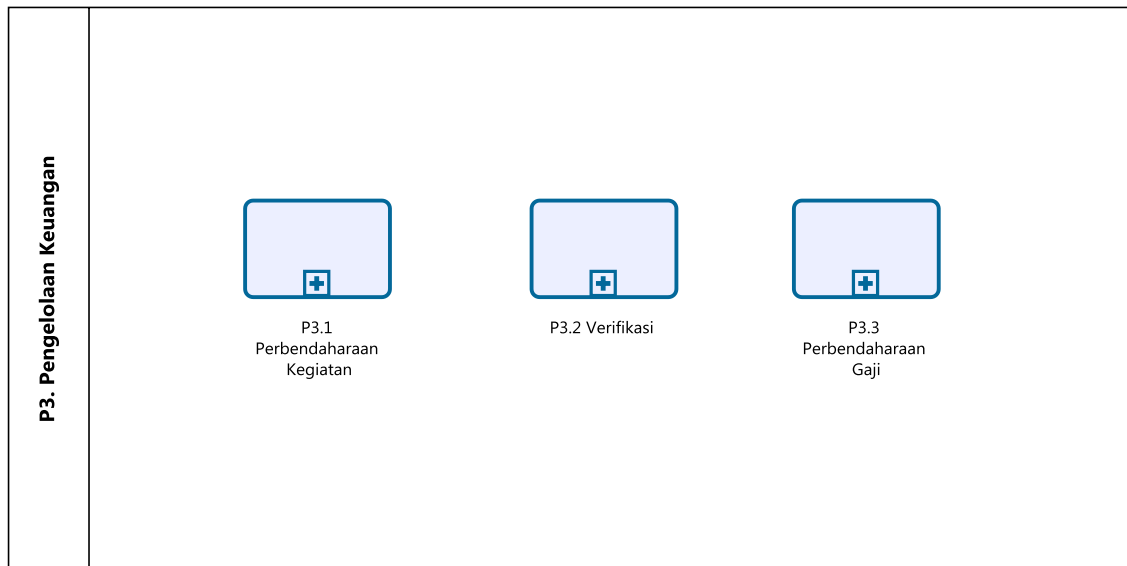 P3. Pengelolaan Keuangan
P3.1
Perbendaharaan
Kegiatan
P3.2 Verifikasi
P3.3
Perbendaharaan
Gaji